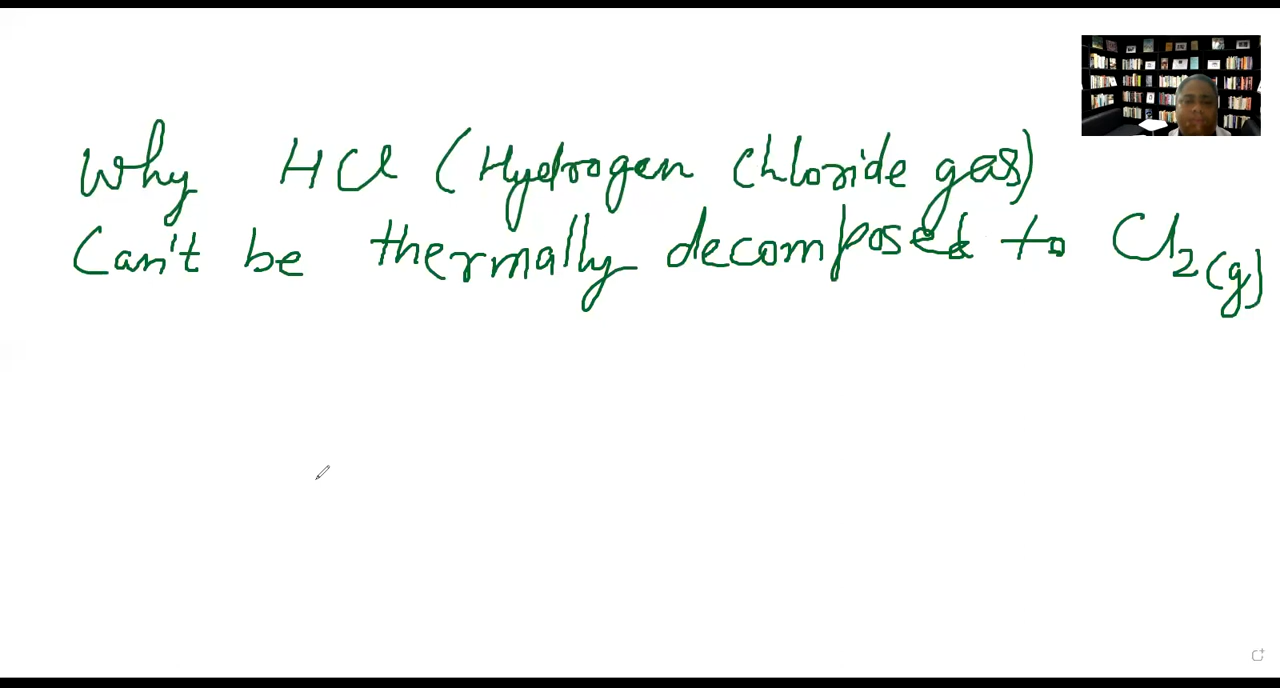 Why HCl (Hydrogen Chloride gas)
Can't be thermally decomposed to Cl₂(g)